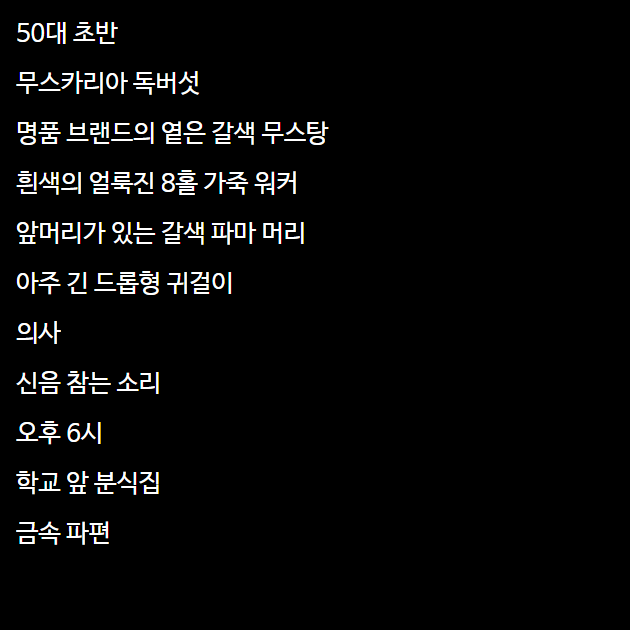 50대 초반
무스카리아 독버섯
명품 브랜드의 옅은 갈색 무스탕
흰색의 얼룩진 8홀 가죽 워커
앞머리가 있는 갈색 파마 머리
아주 긴 드롭형 귀걸이
의사
신음 참는 소리
오후 6시
학교 앞 분식집
금속 파편